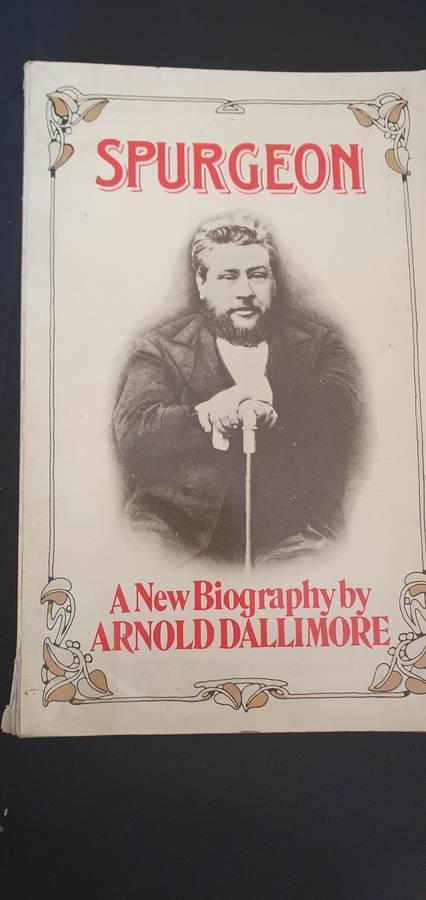 SPURGEON
A New Biography by
ARNOLD DALLIMORE